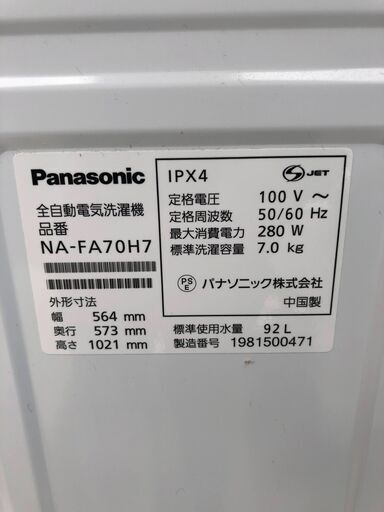 Panasonic
全自動電気洗濯機
品番
NA-FA70H7
外形寸法
幅 564 mm
奥行 573 mm
高さ 1021 mm
IPX4
S JET
定格電圧 100 V ~
定格周波数 50/60 Hz
最大消費電力 280 W
標準洗濯容量 7.0 kg
PS E パナソニック株式会社
中国製
標準使用水量 92 L
製造番号 1981500471